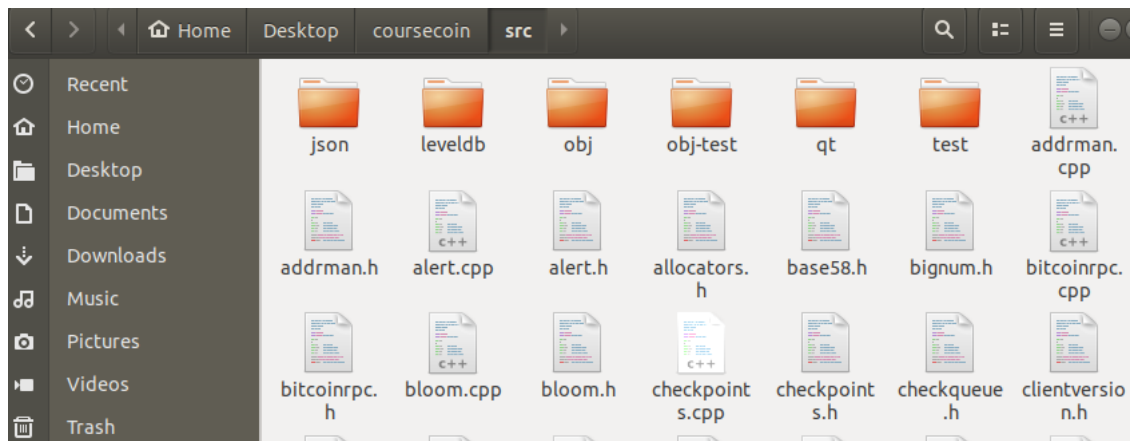 Home Desktop coursecoin src
Recent
Home
Desktop
Documents
Downloads
Music
Pictures
Videos
Trash
json leveldb obj obj-test qt test addrman.
cpp
addrman.h alert.cpp alert.h allocators. base58.h bignum.h bitcoinrpc.
h cpp
bitcoinrpc. bloom.cpp bloom.h checkpoint checkpoint checkqueue clientversio
h s.cpp s.h .h n.h
c++
c++
c++
c++
c++